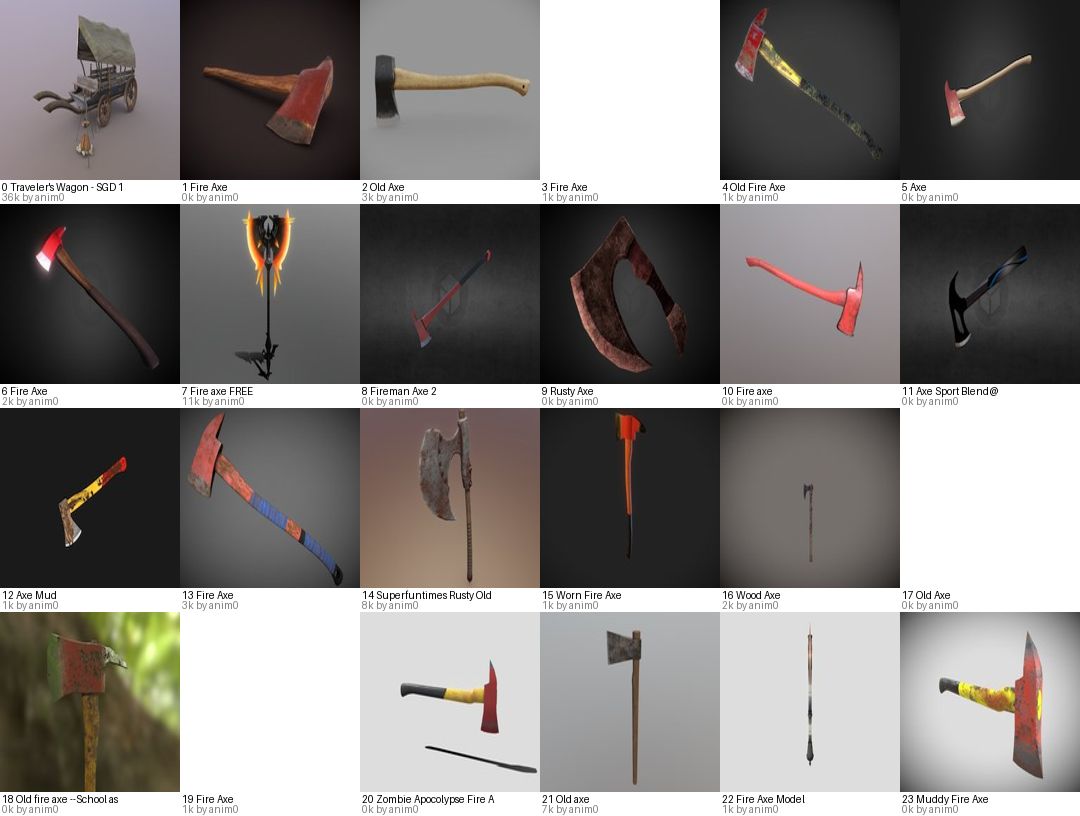 0 Traveler's Wagon - SGD 1
36k by anim0
1 Fire Axe
0k by anim0
2 Old Axe
3k by anim0
3 Fire Axe
1k by anim0
4 Old Fire Axe
1k by anim0
5 Axe
0k by anim0
6 Fire Axe
2k by anim0
7 Fire axe FREE
11k by anim0
8 Fireman Axe 2
0k by anim0
9 Rusty Axe
0k by anim0
10 Fire axe
0k by anim0
11 Axe Sport Blend@
0k by anim0
12 Axe Mud
1k by anim0
13 Fire Axe
3k by anim0
14 Superfuntimes Rusty Old
8k by anim0
15 Worn Fire Axe
1k by anim0
16 Wood Axe
2k by anim0
17 Old Axe
0k by anim0
18 Old fire axe --School as
0k by anim0
19 Fire Axe
1k by anim0
20 Zombie Apocolypse Fire A
0k by anim0
21 Old axe
7k by anim0
22 Fire Axe Model
1k by anim0
23 Muddy Fire Axe
0k by anim0